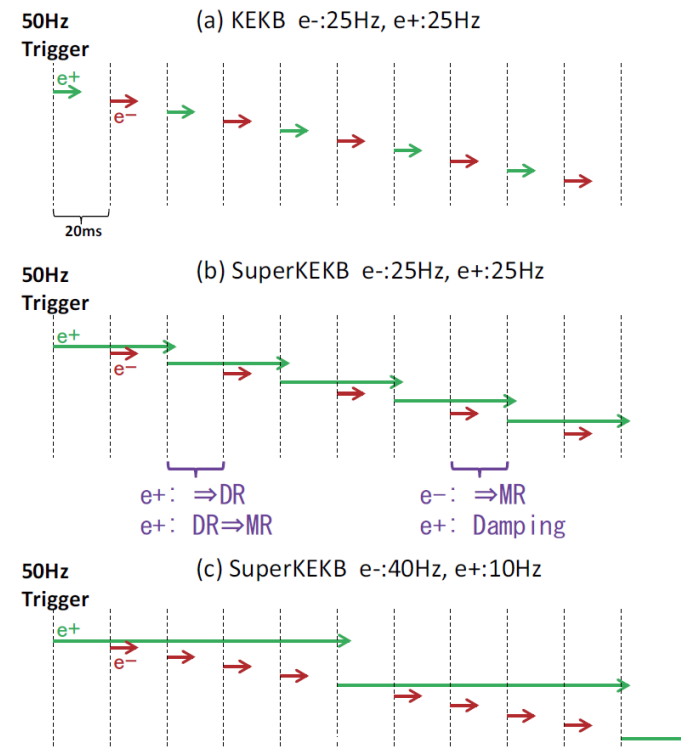 50Hz
Trigger
(a) KEKB e-:25Hz, e+:25Hz
e+
e−
20ms
50Hz
Trigger
(b) SuperKEKB e-:25Hz, e+:25Hz
e+
e−
e+: ⇒DR
e+: DR⇒MR
e-: ⇒MR
e+: Damping
50Hz
Trigger
(c) SuperKEKB e-:40Hz, e+:10Hz
e+
e−